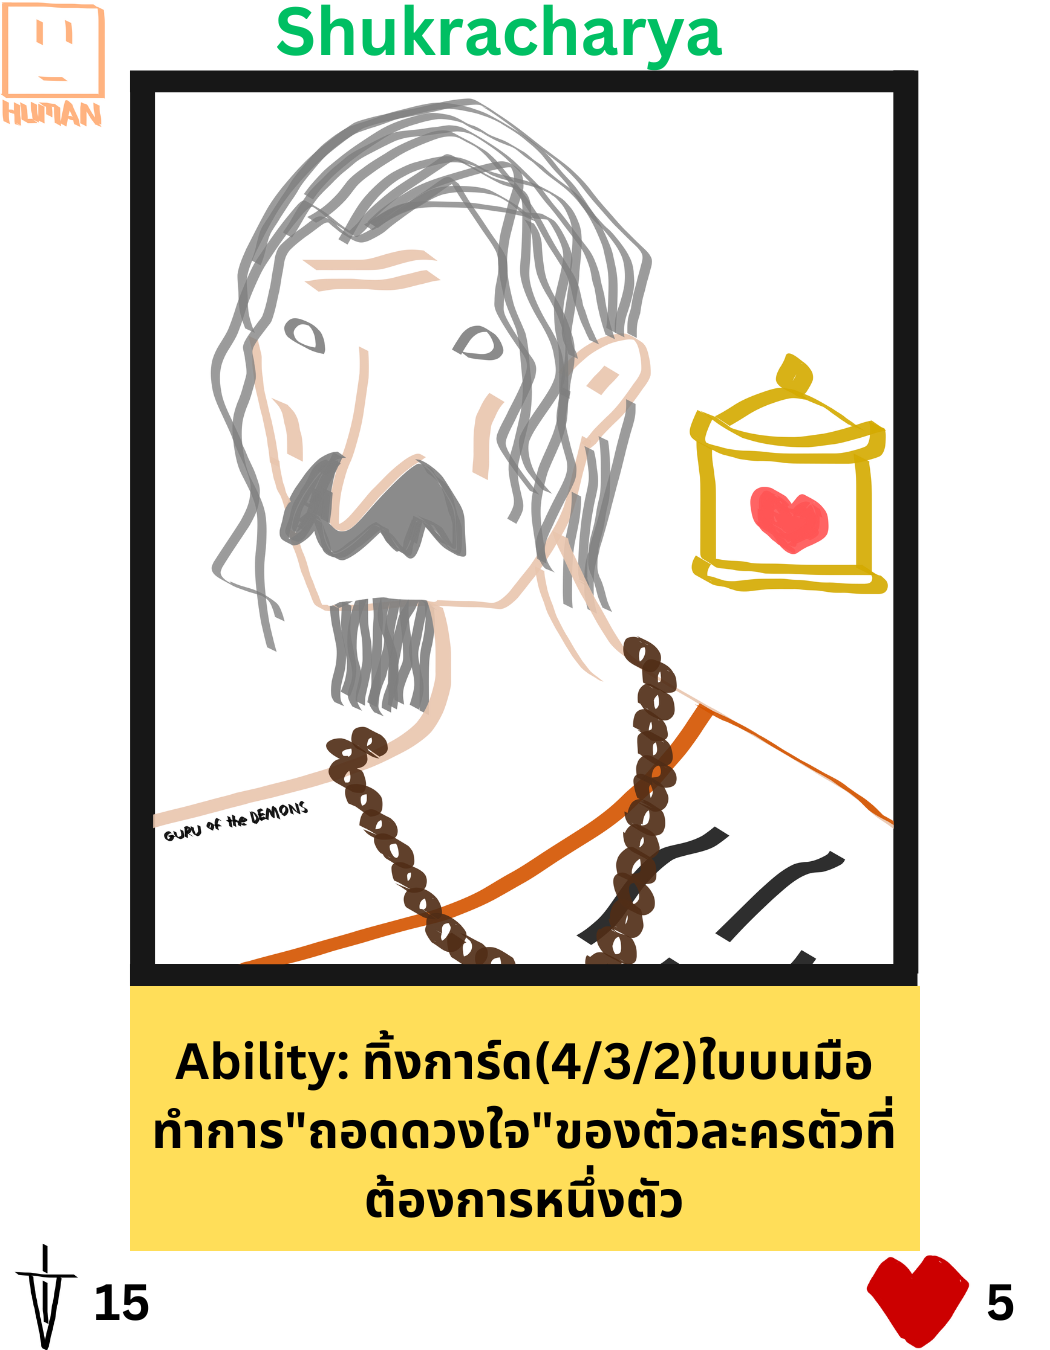 Shukracharya
HUMAN
GURU of the DEMONS
Ability: ทิ้งการ์ด(4/3/2)ใบบนมือ
ทำการ"ถอดดวงใจ"ของตัวละครตัวที่
ต้องการหนึ่งตัว
15
5